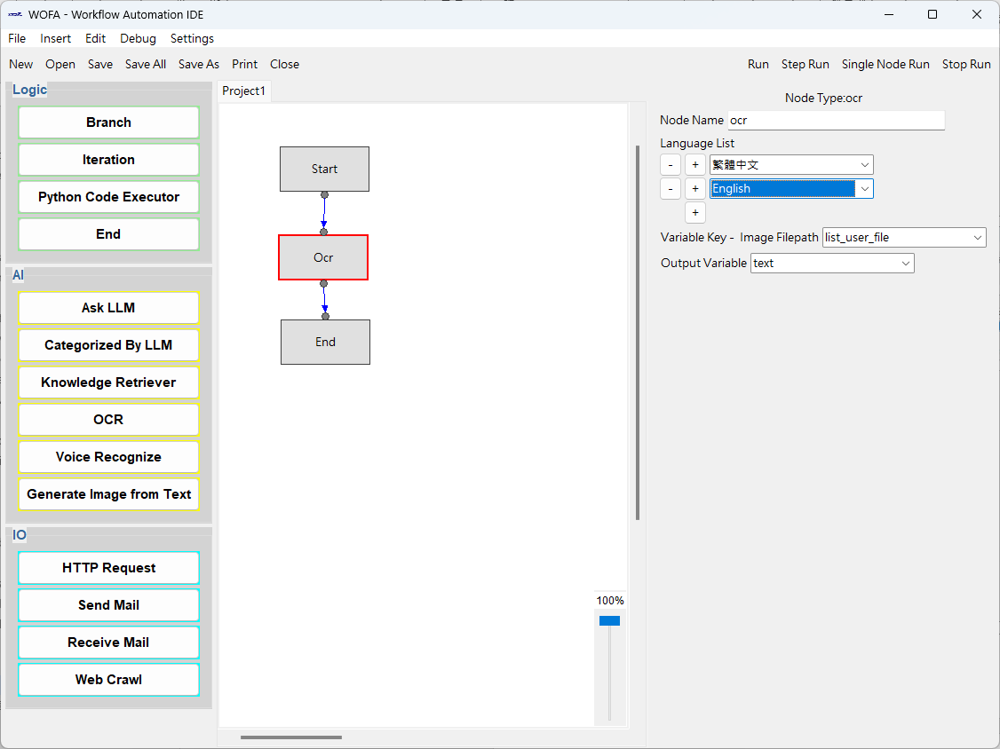 WOFA - Workflow Automation IDE
File Insert Edit Debug Settings
New Open Save Save All Save As Print Close Run Step Run Single Node Run Stop Run
Logic
Branch
Iteration
Python Code Executor
End
AI
Ask LLM
Categorized By LLM
Knowledge Retriever
OCR
Voice Recognize
Generate Image from Text
IO
HTTP Request
Send Mail
Receive Mail
Web Crawl
Project1
Start
Ocr
End
100%
Node Type:ocr
Node Name ocr
Language List
- + 繁體中文
- + English
+
Variable Key - Image Filepath list_user_file
Output Variable text